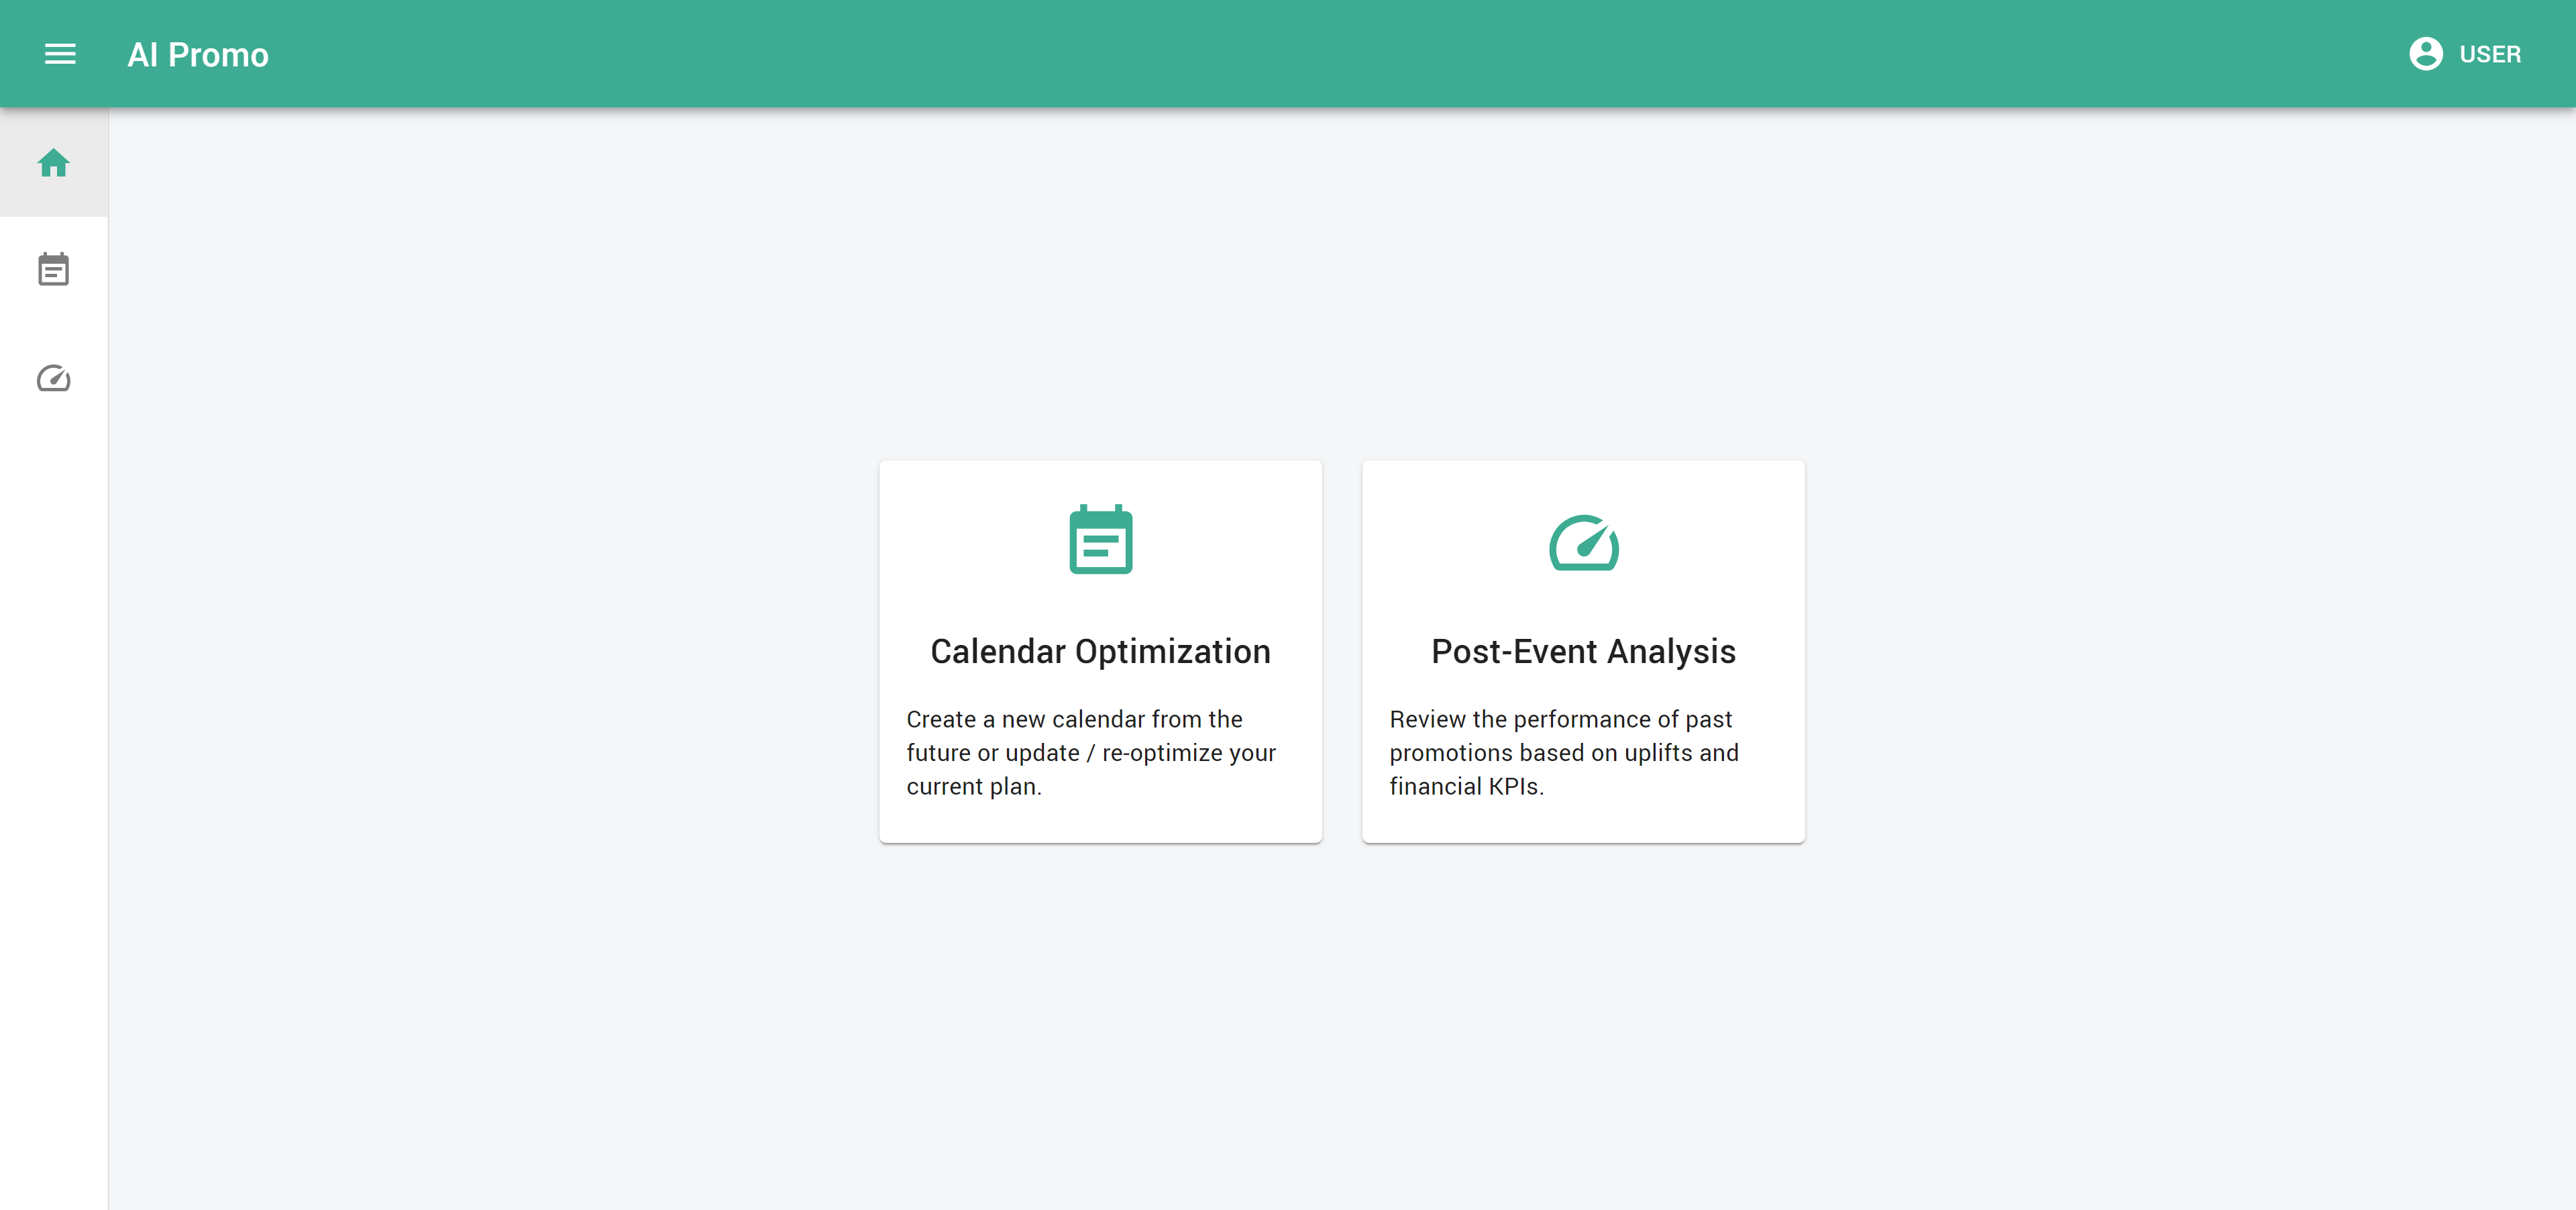 AI Promo
USER
Calendar Optimization
Create a new calendar from the
future or update / re-optimize your
current plan.
Post-Event Analysis
Review the performance of past
promotions based on uplifts and
financial KPIs.